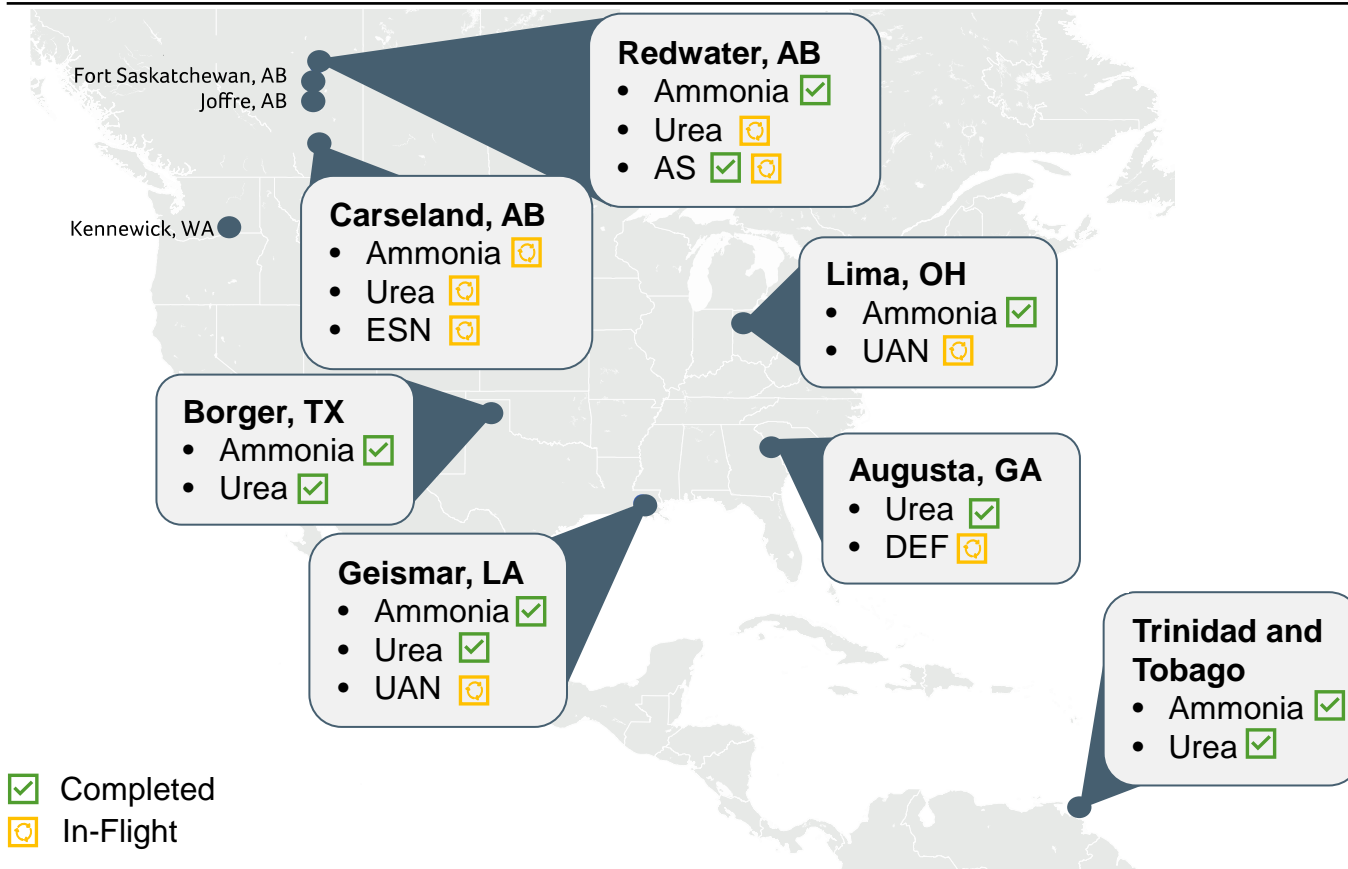 Fort Saskatchewan, AB
Joffre, AB
Kennewick, WA
Redwater, AB
• Ammonia
• Urea
• AS
Carseland, AB
• Ammonia
• Urea
• ESN
Lima, OH
• Ammonia
• UAN
Borger, TX
• Ammonia
• Urea
Augusta, GA
• Urea
• DEF
Geismar, LA
• Ammonia
• Urea
• UAN
Trinidad and
Tobago
• Ammonia
• Urea
Completed
In-Flight